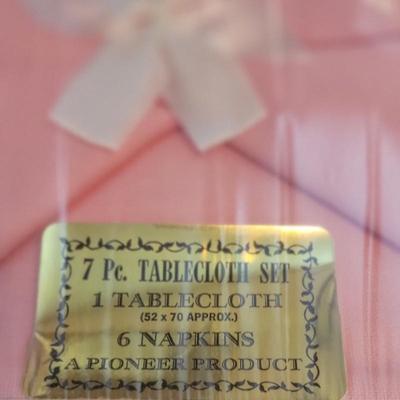 7 Pc. TABLECLOTH SET
1 TABLECLOTH
(52 x 70 APPROX.)
6 NAPKINS
A PIONEER PRODUCT